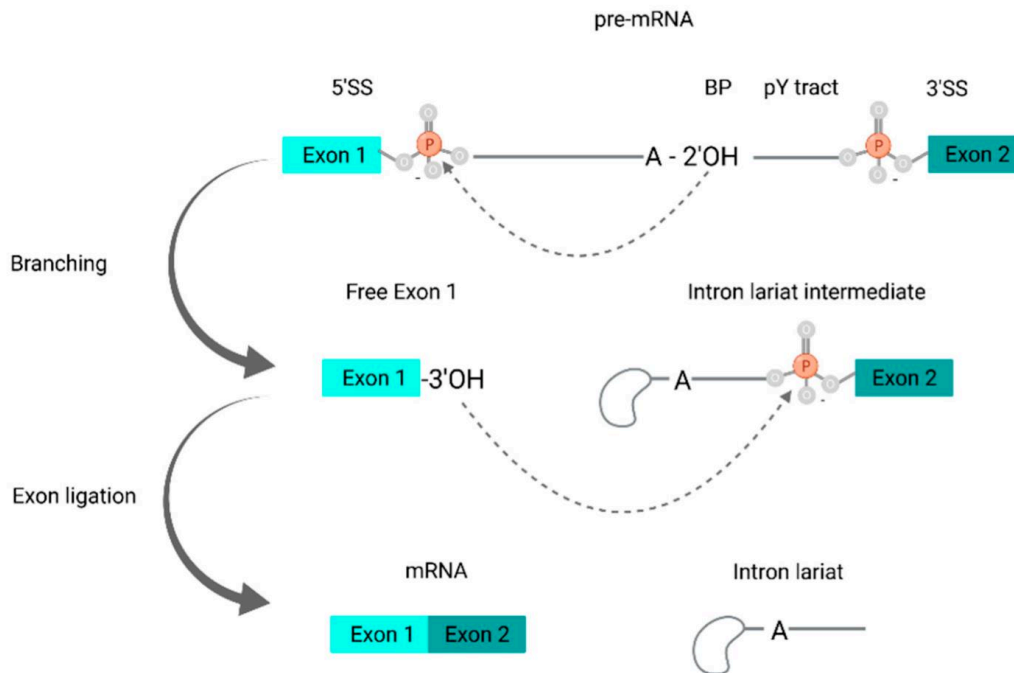 pre-mRNA
5'SS BP pY tract 3'SS
O O
Exon 1 O P O A - 2'OH O P O Exon 2
- O O -
Branching
Free Exon 1 Intron lariat intermediate
O
Exon 1 -3'OH A O P O Exon 2
O -
Exon ligation
mRNA Intron lariat
Exon 1 Exon 2 A